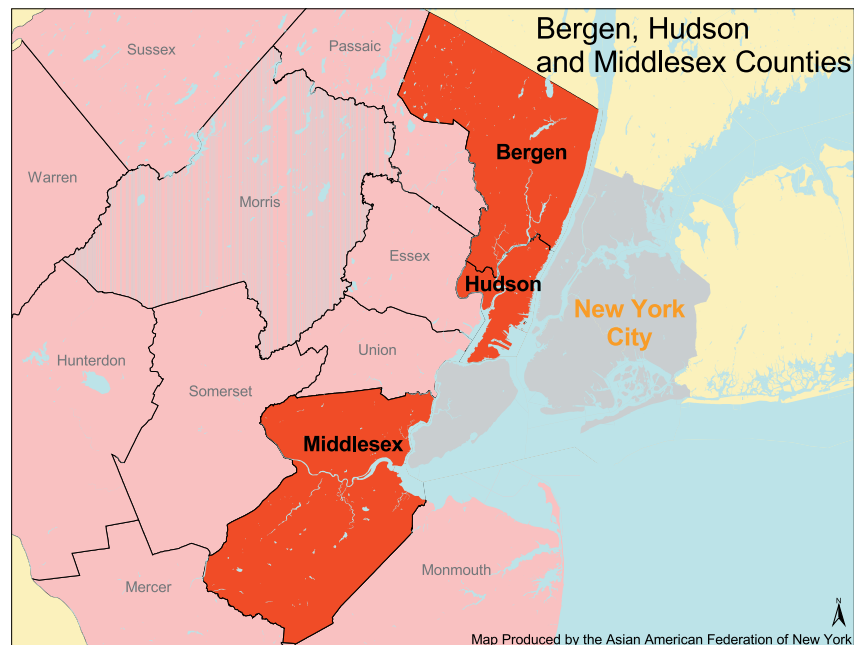 Bergen, Hudson
and Middlesex Counties
Sussex
Passaic
Bergen
Warren
Morris
Essex
Hudson
New York
City
Union
Hunterdon
Somerset
Middlesex
Monmouth
Mercer
N
Map Produced by the Asian American Federation of New York